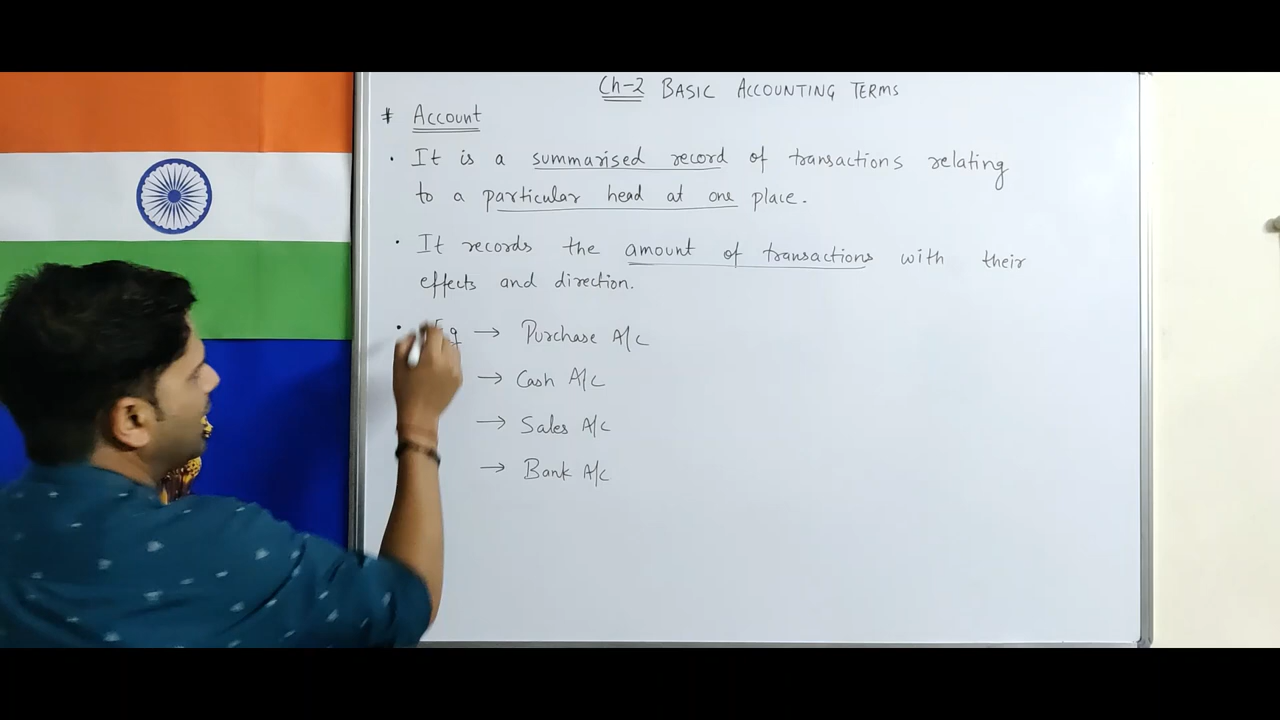 Ch-2 BASIC ACCOUNTING TERMS
# Account
• It is a summarised record of transactions relating
to a particular head at one place.
• It records the amount of transactions with their
effects and direction.
• Eg → Purchase A/C
→ Cash A/C
→ Sales A/C
→ Bank A/C